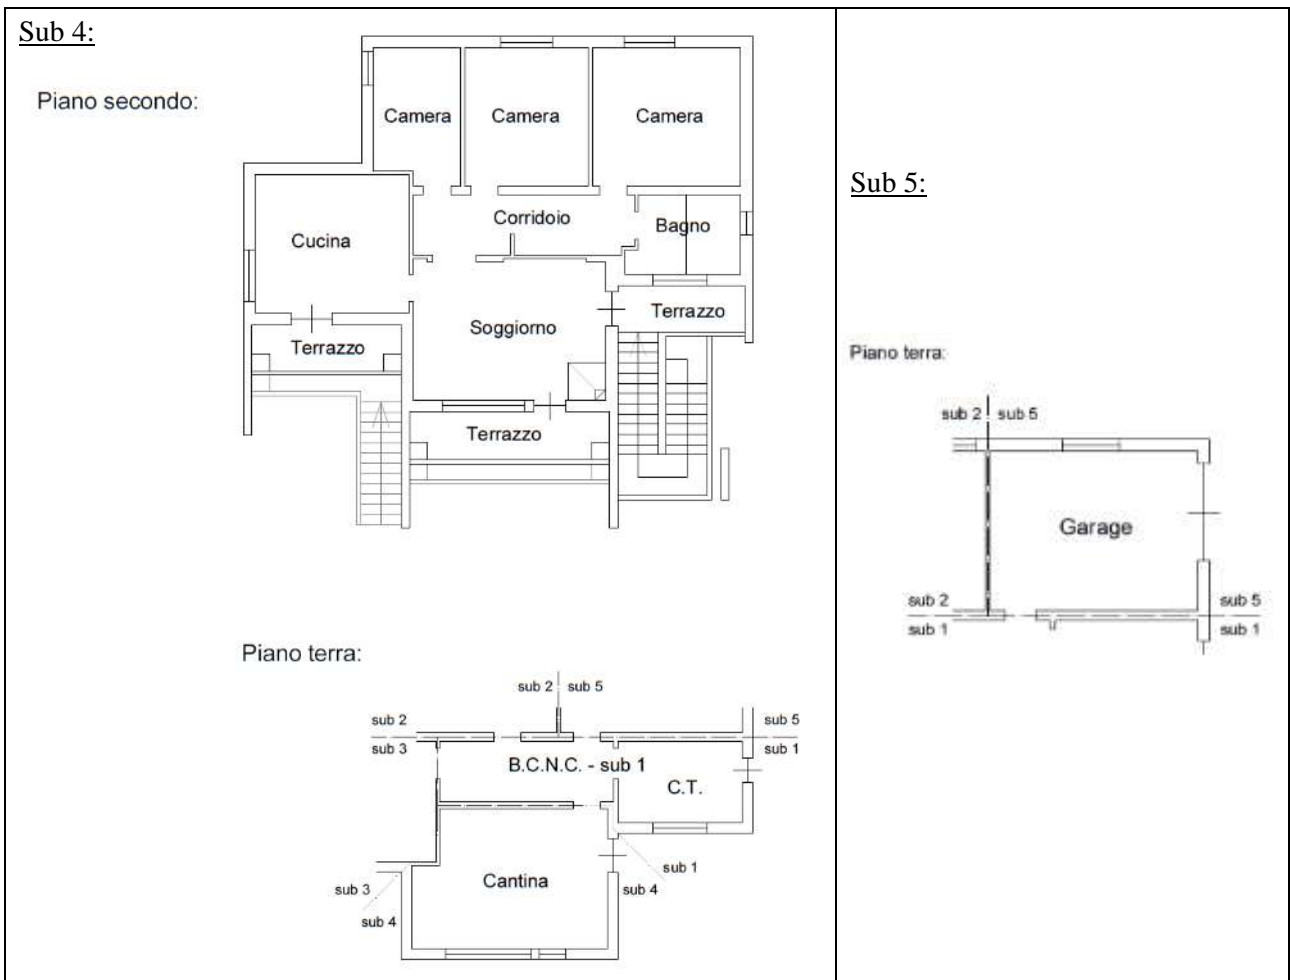 Sub 4:
Piano secondo:
Camera
Camera
Camera
Corridoio
Bagno
Cucina
Terrazzo
Soggiorno
Terrazzo
Terrazzo
Piano terra:
sub 2 sub 5
sub 2
sub 3
sub 5
sub 1
B.C.N.C. - sub 1
C.T.
Cantina
sub 1
sub 4
sub 3
sub 4
Sub 5:
Piano terra:
sub 2 sub 5
Garage
sub 2
sub 1
sub 5
sub 1